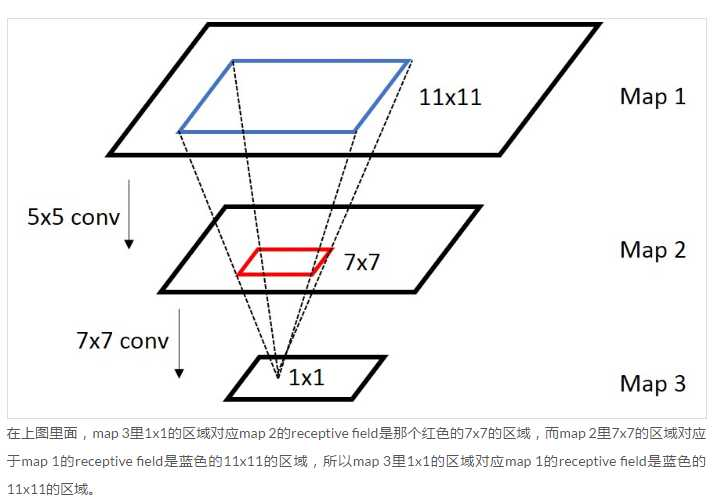 11x11
Map 1
5x5 conv
7x7
Map 2
7x7 conv
1x1
Map 3
在上图里面，map 3里1x1的区域对应map 2的receptive field是那个红色的7x7的区域，而map 2里7x7的区域对应
于map 1的receptive field是蓝色的11x11的区域，所以map 3里1x1的区域对应map 1的receptive field是蓝色的
11x11的区域。